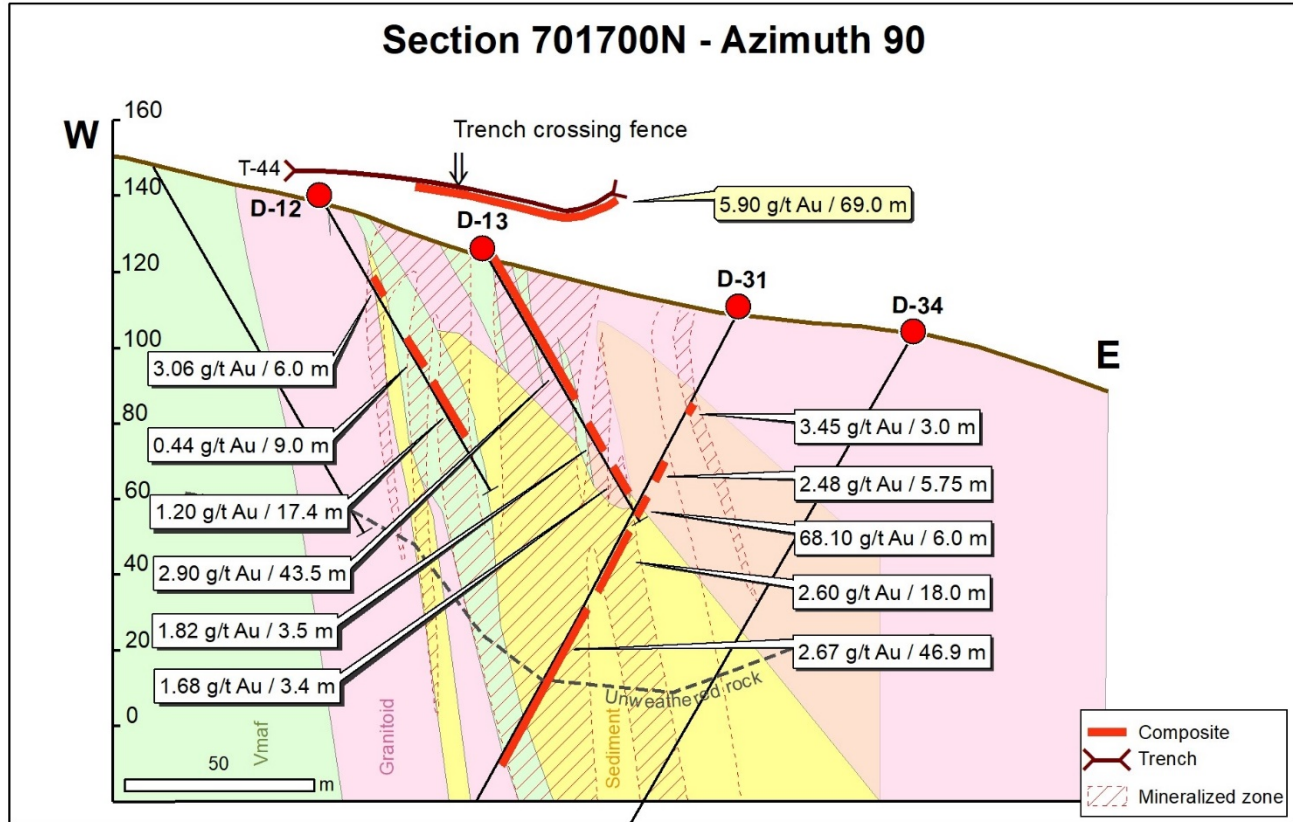 Section 701700N - Azimuth 90
160
W
Trench crossing fence
T-44
140
D-12
D-13
5.90 g/t Au / 69.0 m
120
D-31
D-34
100
E
3.06 g/t Au / 6.0 m
80
3.45 g/t Au / 3.0 m
0.44 g/t Au / 9.0 m
2.48 g/t Au / 5.75 m
60
1.20 g/t Au / 17.4 m
68.10 g/t Au / 6.0 m
40
2.90 g/t Au / 43.5 m
2.60 g/t Au / 18.0 m
1.82 g/t Au / 3.5 m
20
2.67 g/t Au / 46.9 m
1.68 g/t Au / 3.4 m
Unweathered rock
0
Vmaf
Granitoid
Sediment
50
m
Composite
Trench
Mineralized zone